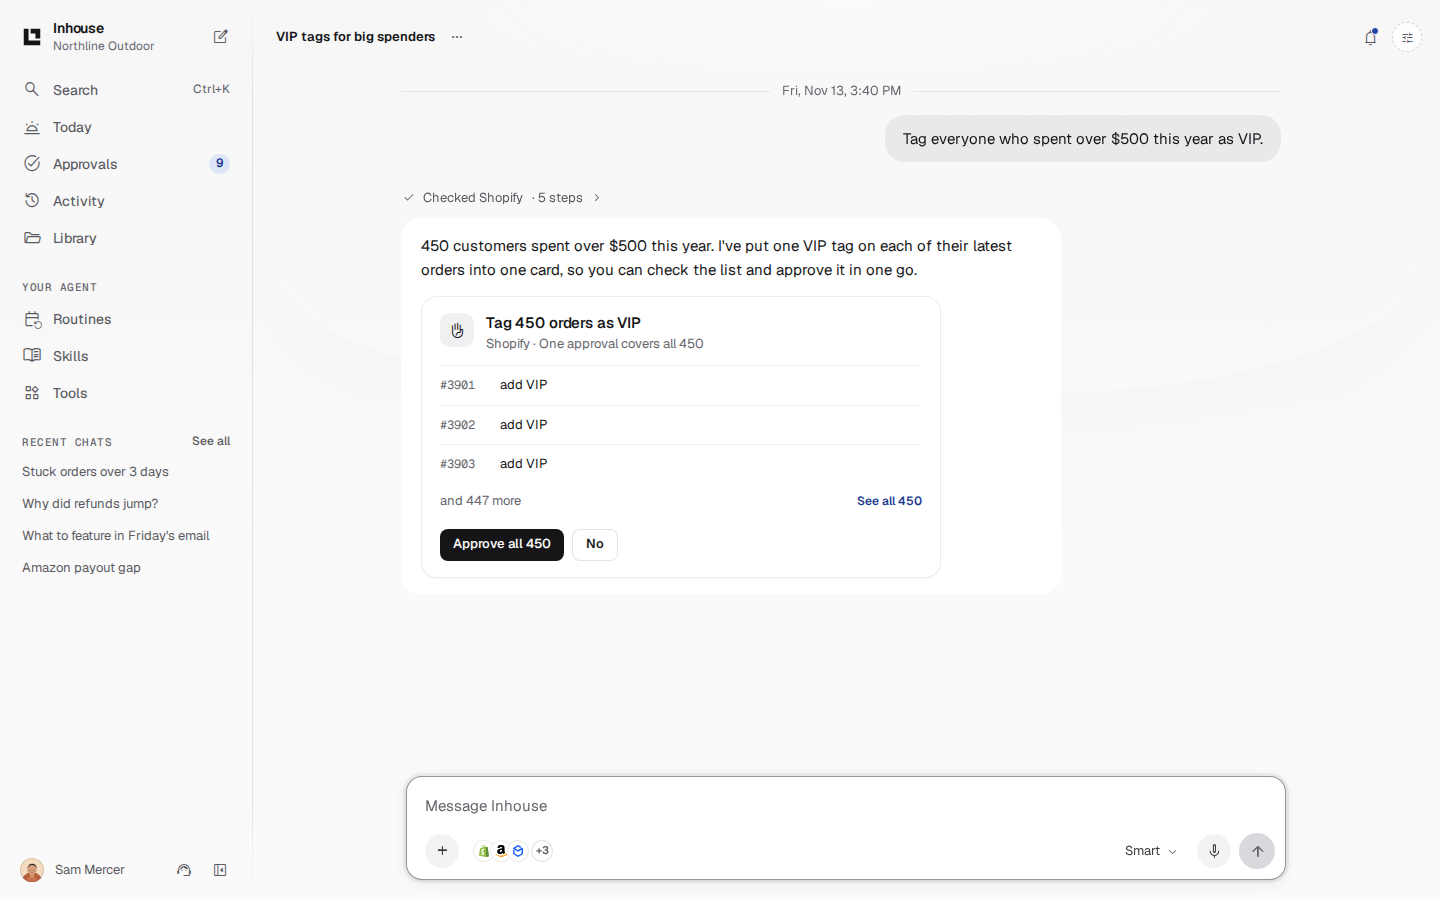 Inhouse
Northline Outdoor
Search Ctrl+K
Today
Approvals 9
Activity
Library
YOUR AGENT
Routines
Skills
Tools
RECENT CHATS See all
Stuck orders over 3 days
Why did refunds jump?
What to feature in Friday's email
Amazon payout gap
Sam Mercer
VIP tags for big spenders ···
Fri, Nov 13, 3:40 PM
Tag everyone who spent over $500 this year as VIP.
Checked Shopify · 5 steps
450 customers spent over $500 this year. I've put one VIP tag on each of their latest
orders into one card, so you can check the list and approve it in one go.
Tag 450 orders as VIP
Shopify · One approval covers all 450
#3901 add VIP
#3902 add VIP
#3903 add VIP
and 447 more See all 450
Approve all 450 No
Message Inhouse
+3 Smart